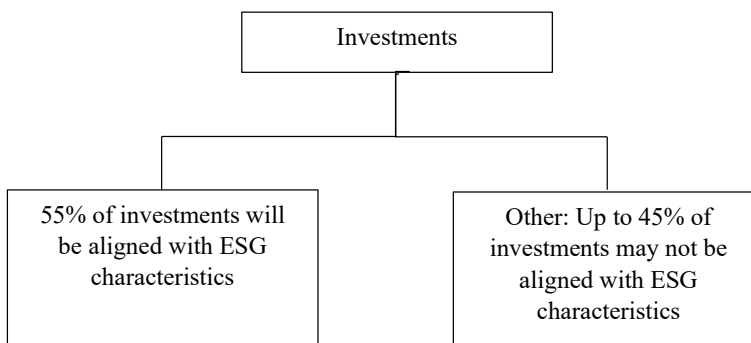 Investments
55% of investments will
be aligned with ESG
characteristics
Other: Up to 45% of
investments may not be
aligned with ESG
characteristics